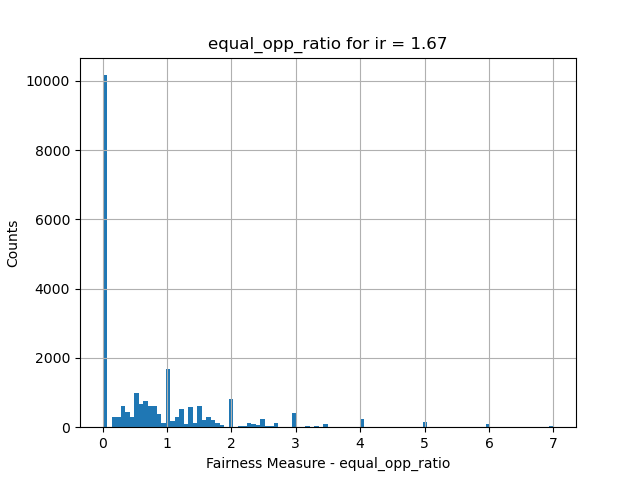 equal_opp_ratio for ir = 1.67
10000
8000
6000
4000
2000
0
Counts
0 1 2 3 4 5 6 7
Fairness Measure - equal_opp_ratio